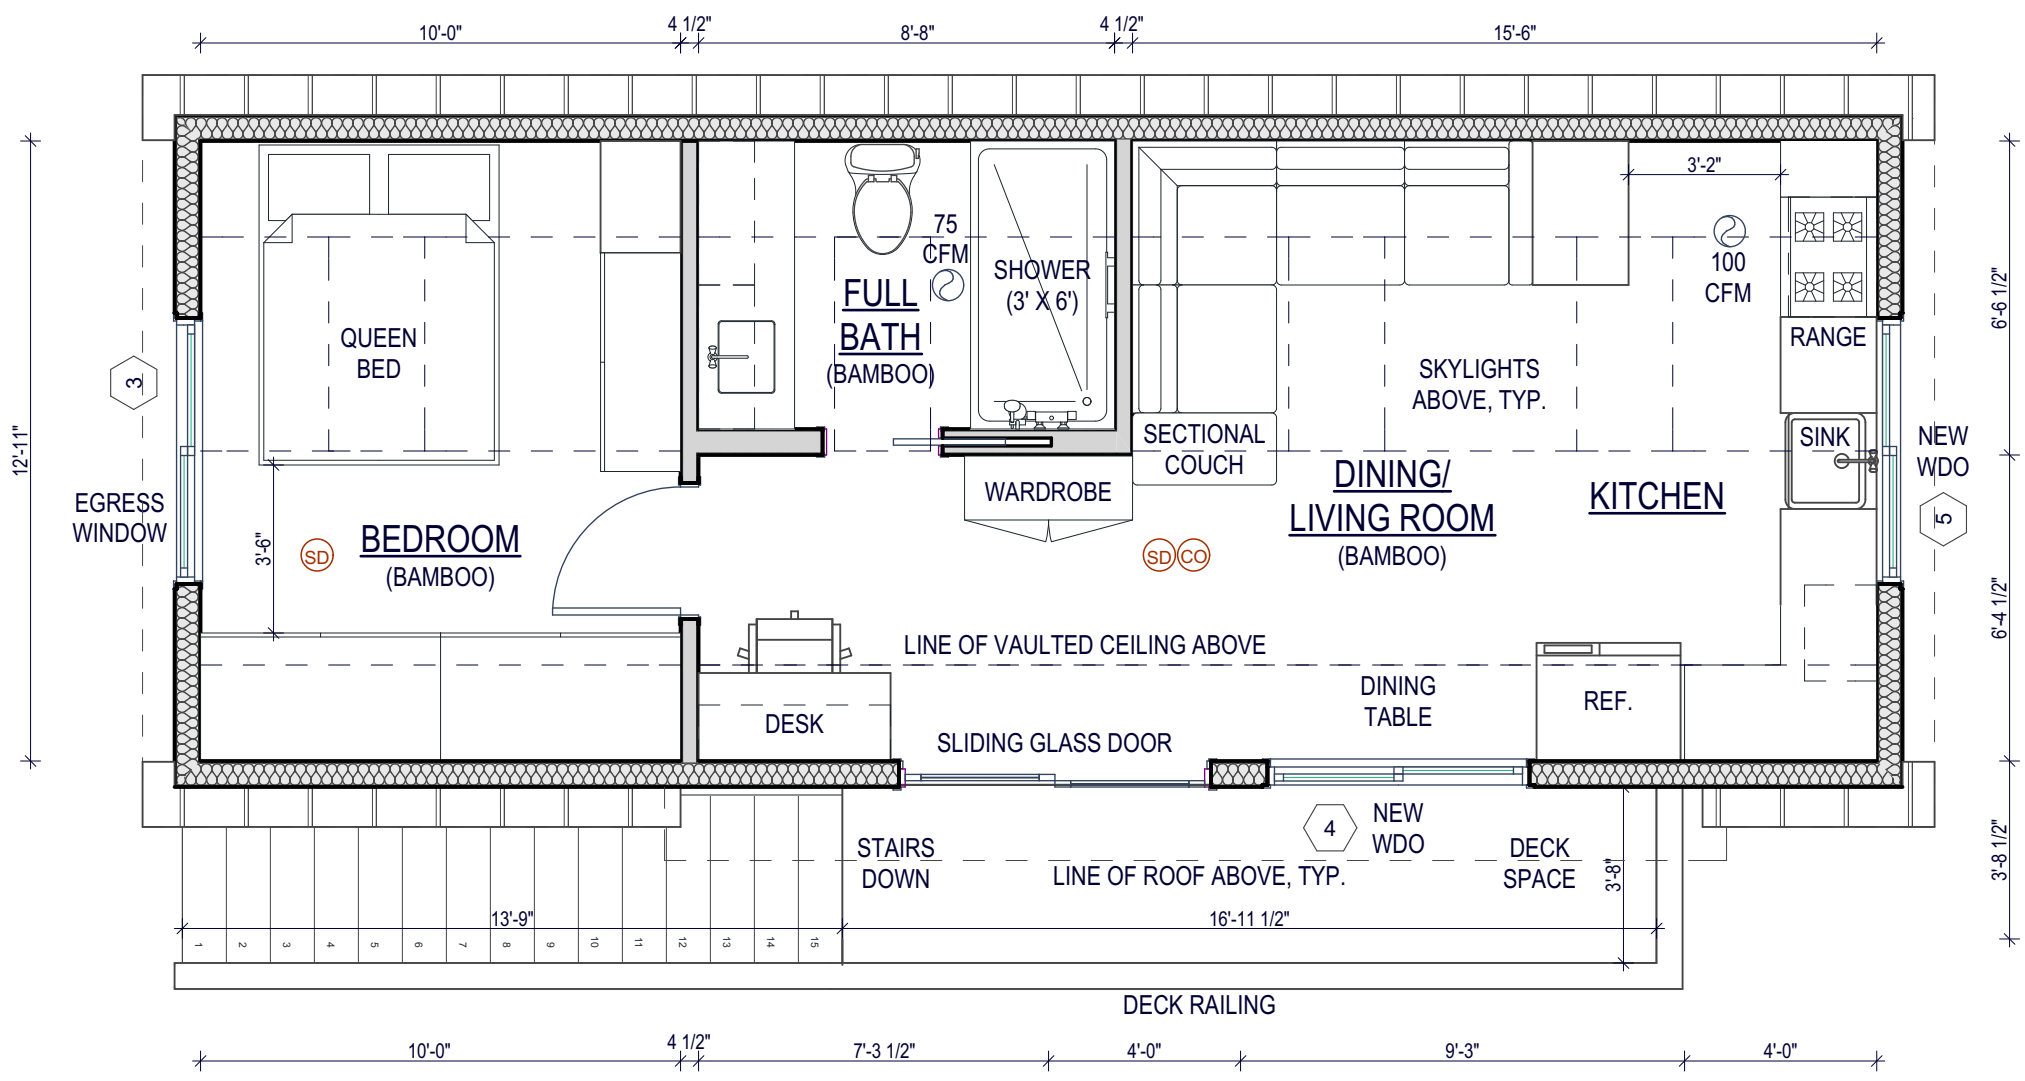 10'-0"
4 1/2"
8'-8"
4 1/2"
15'-6"
3'-2"
75
CFM
100
CFM
SHOWER
(3' X 6')
FULL
BATH
(BAMBOO)
QUEEN
BED
RANGE
SKYLIGHTS
ABOVE, TYP.
6'-6 1/2"
3
12'-11"
SECTIONAL
COUCH
SINK
NEW
WDO
5
EGRESS
WINDOW
WARDROBE
DINING/
LIVING ROOM
(BAMBOO)
KITCHEN
3'-6"
SD
BEDROOM
(BAMBOO)
SD
CO
6'-4 1/2"
LINE OF VAULTED CEILING ABOVE
DINING
TABLE
REF.
DESK
SLIDING GLASS DOOR
4
NEW
WDO
STAIRS
DOWN
LINE OF ROOF ABOVE, TYP.
DECK
SPACE
3'-8"
3'-8 1/2"
13'-9"
16'-11 1/2"
1
2
3
4
5
6
7
8
9
10
11
12
13
14
15
DECK RAILING
10'-0"
4 1/2"
7'-3 1/2"
4'-0"
9'-3"
4'-0"